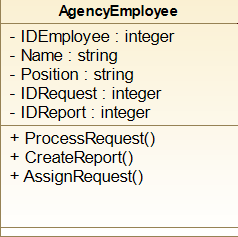 AgencyEmployee
- IDEmployee : integer
- Name : string
- Position : string
- IDRequest : integer
- IDReport : integer
+ ProcessRequest()
+ CreateReport()
+ AssignRequest()